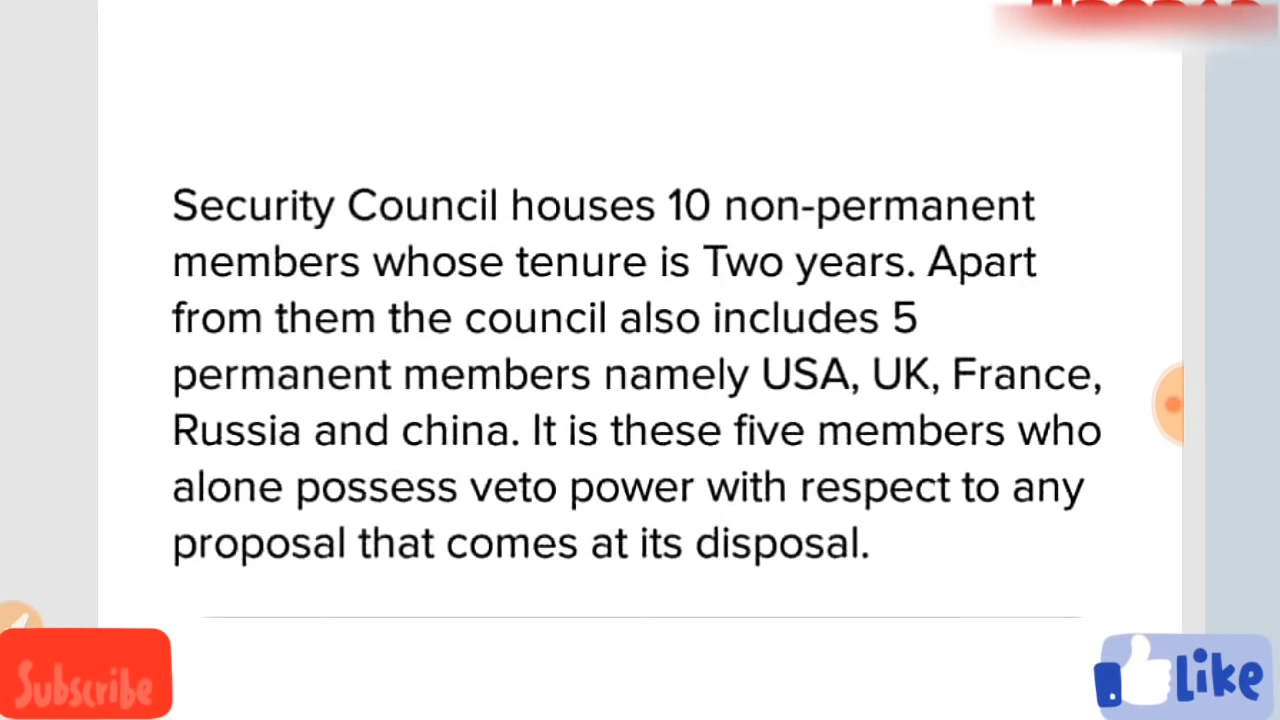 Security Council houses 10 non-permanent
members whose tenure is Two years. Apart
from them the council also includes 5
permanent members namely USA, UK, France,
Russia and china. It is these five members who
alone possess veto power with respect to any
proposal that comes at its disposal.
Subscribe
Like